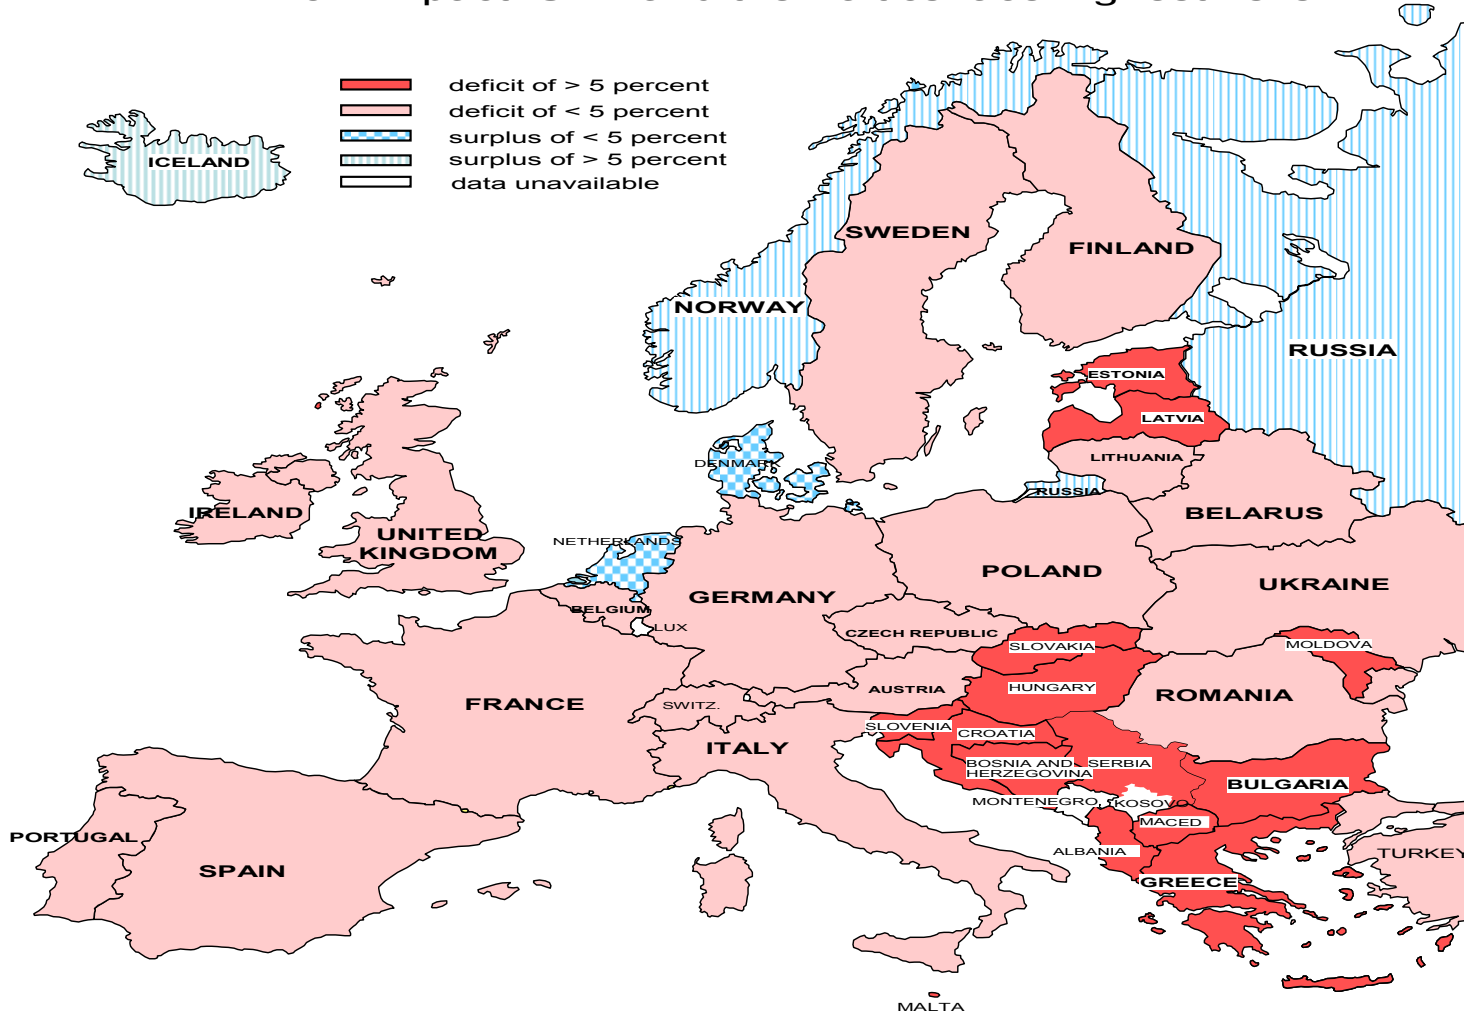 deficit of > 5 percent
deficit of < 5 percent
surplus of < 5 percent
surplus of > 5 percent
data unavailable
ICELAND
SWEDEN
FINLAND
NORWAY
RUSSIA
ESTONIA
LATVIA
LITHUANIA
RUSSIA
DENMARK
BELARUS
IRELAND
UNITED
KINGDOM
NETHERLANDS
POLAND
UKRAINE
GERMANY
BELGIUM
LUX
CZECH REPUBLIC
SLOVAKIA
MOLDOVA
AUSTRIA
HUNGARY
ROMANIA
FRANCE
SWITZ.
SLOVENIA
CROATIA
ITALY
BOSNIA AND
HERZEGOVINA
SERBIA
BULGARIA
MONTENEGRO
KOSOVO
MACED
PORTUGAL
SPAIN
ALBANIA
TURKEY
GREECE
MALTA